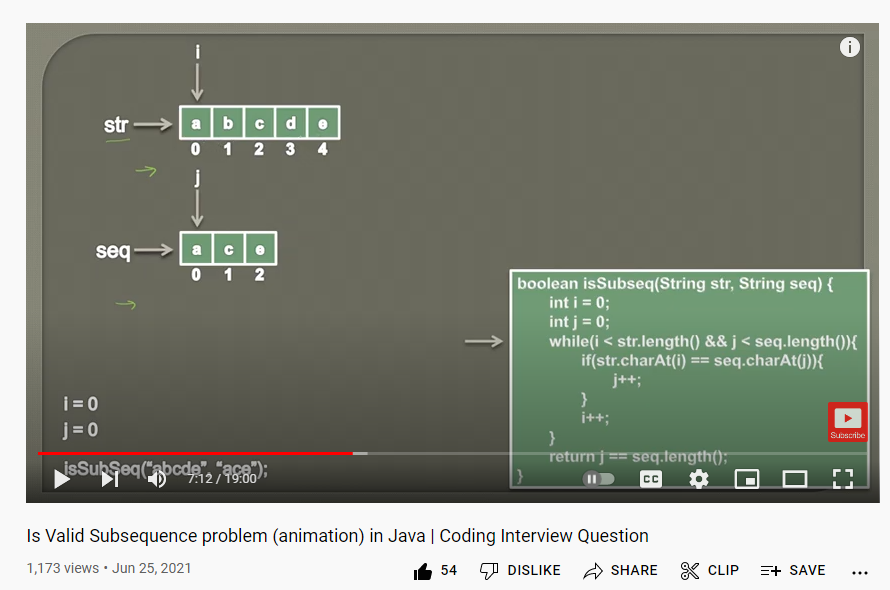 i
str
a b c d e
0 1 2 3 4
j
seq
a c e
0 1 2
boolean isSubseq(String str, String seq) {
int i = 0;
int j = 0;
while(i < str.length() && j < seq.length()){
if(str.charAt(i) == seq.charAt(j)){
j++;
}
i++;
}
return j == seq.length();
}
i = 0
j = 0
isSubSeq("abcde", "ace");
Subscribe
7:12 / 19:00
CC
Is Valid Subsequence problem (animation) in Java | Coding Interview Question
1,173 views • Jun 25, 2021
54 DISLIKE SHARE CLIP SAVE ...